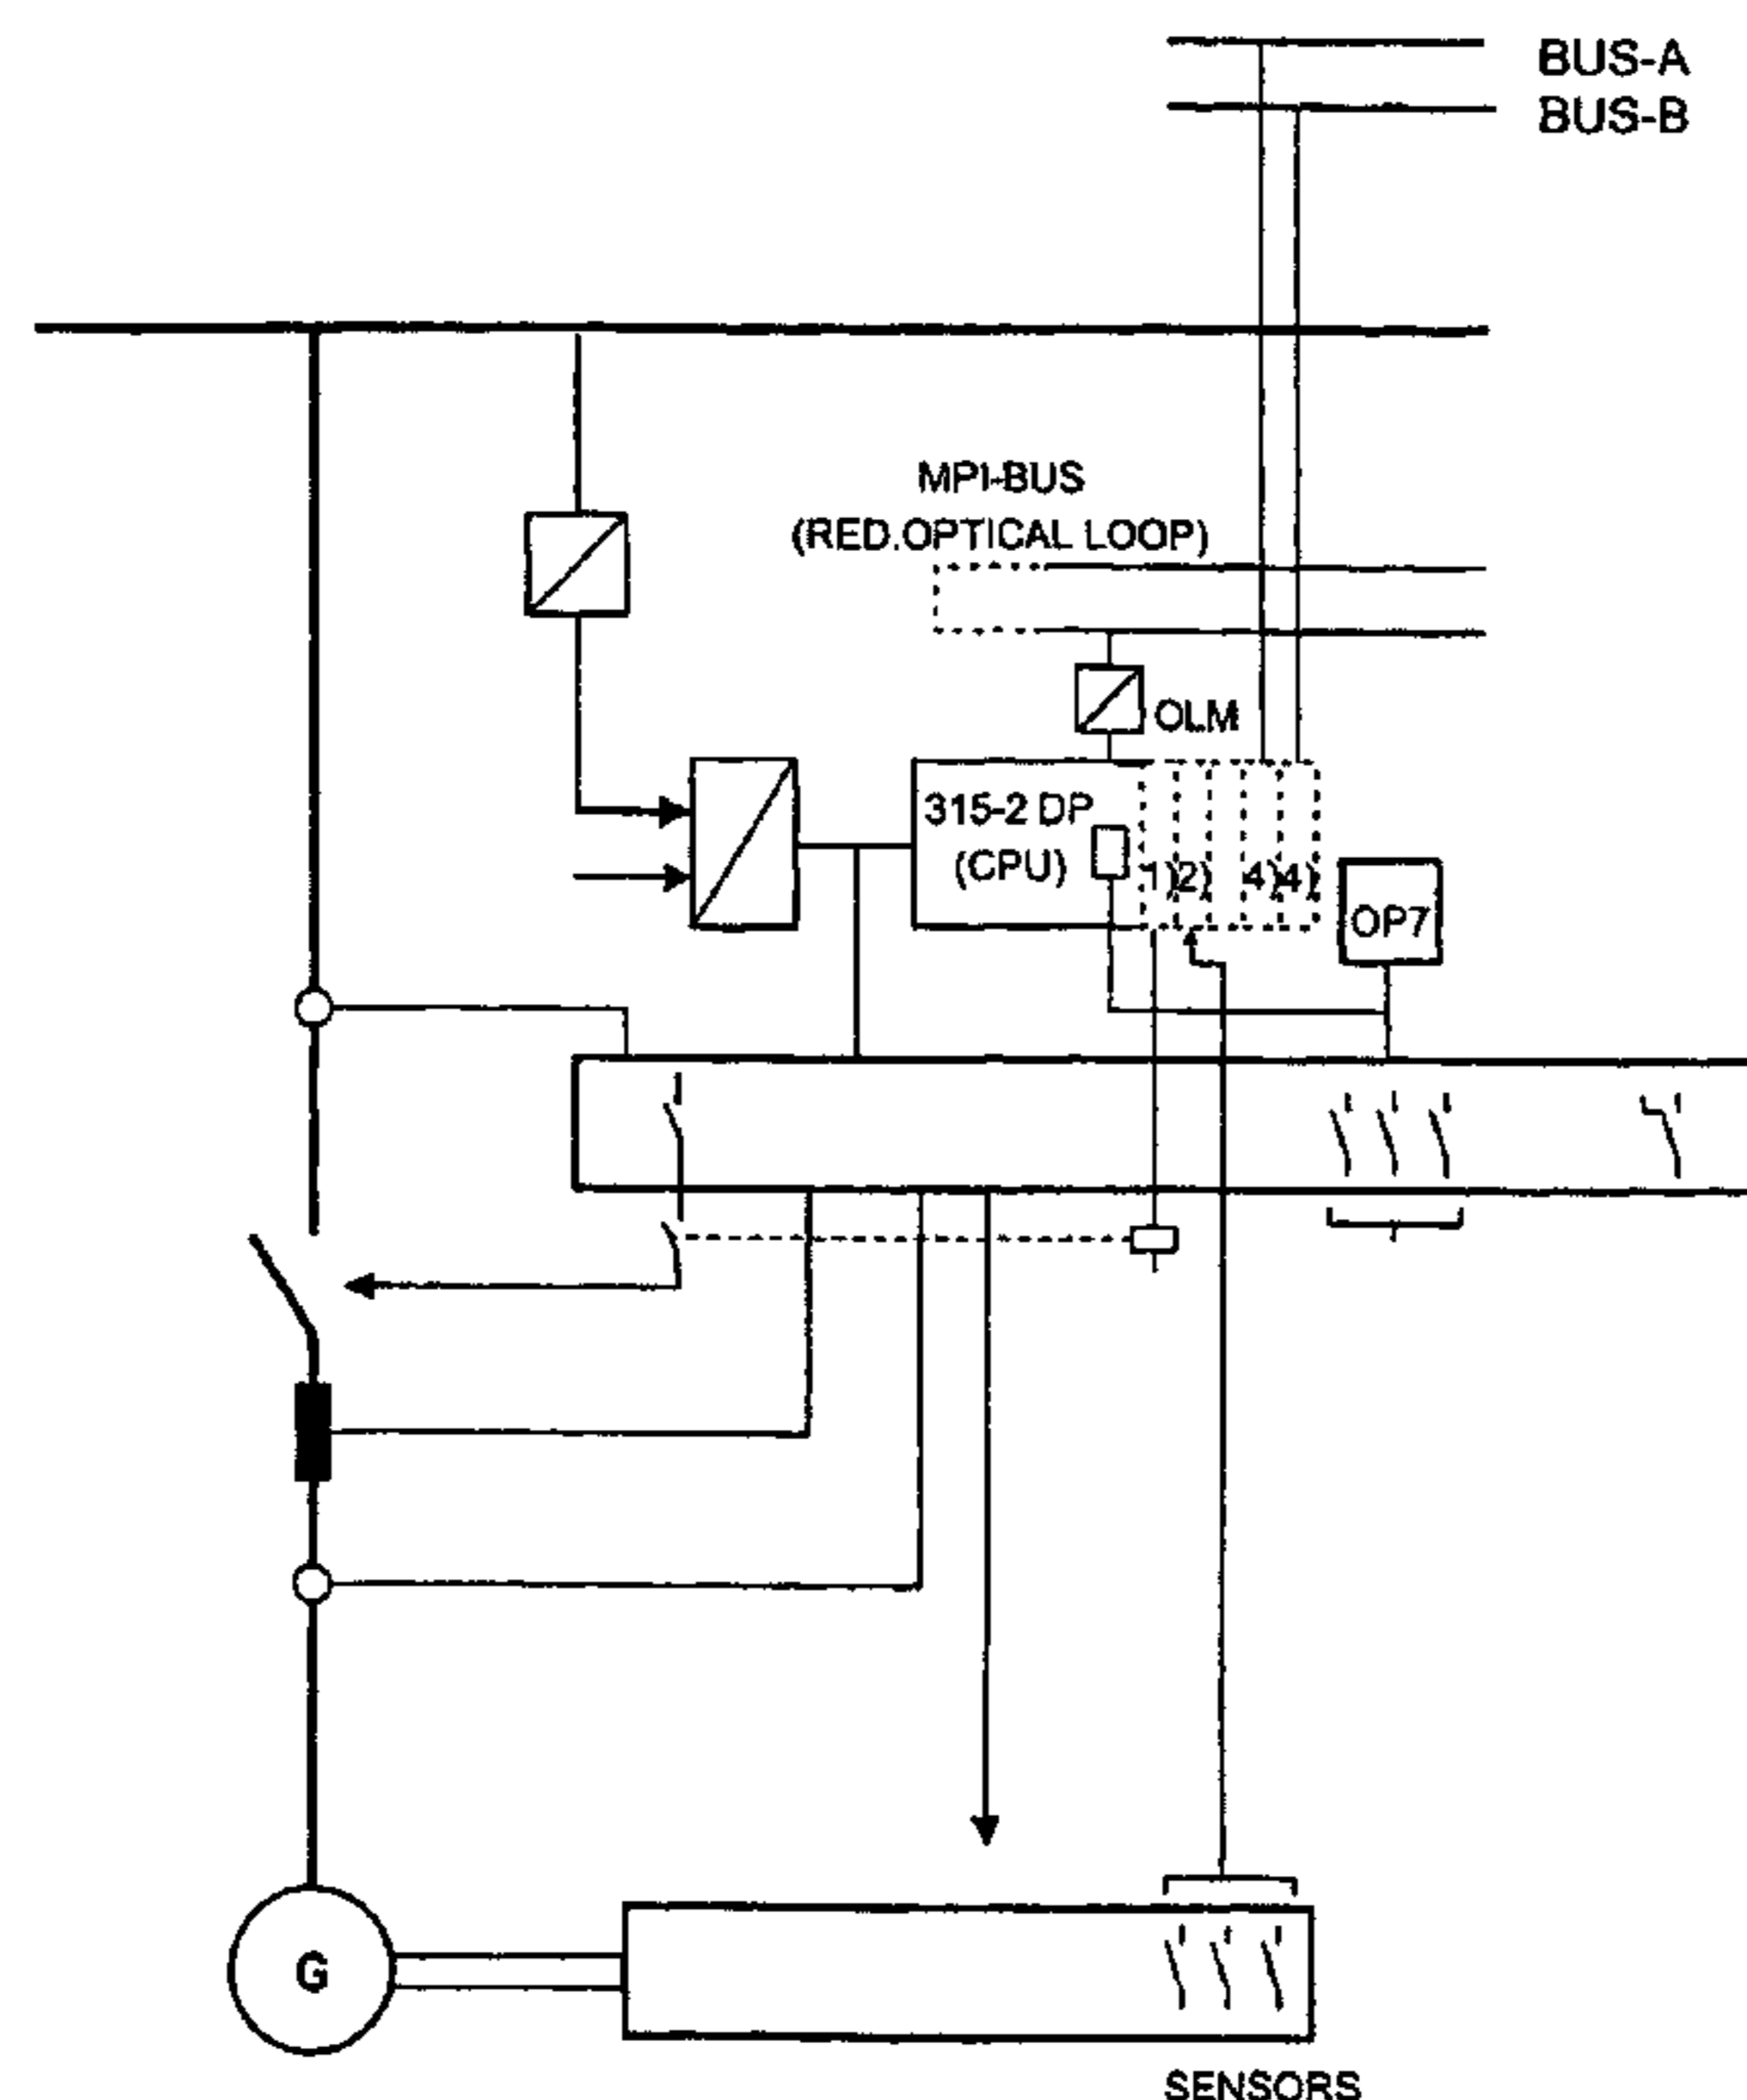 BUS-A
BUS-B
MPI-BUS
(RED.OPTICAL LOOP)
OLM
315-2 DP
(CPU)
1)2) 4)4)
OP7
G
SENSORS